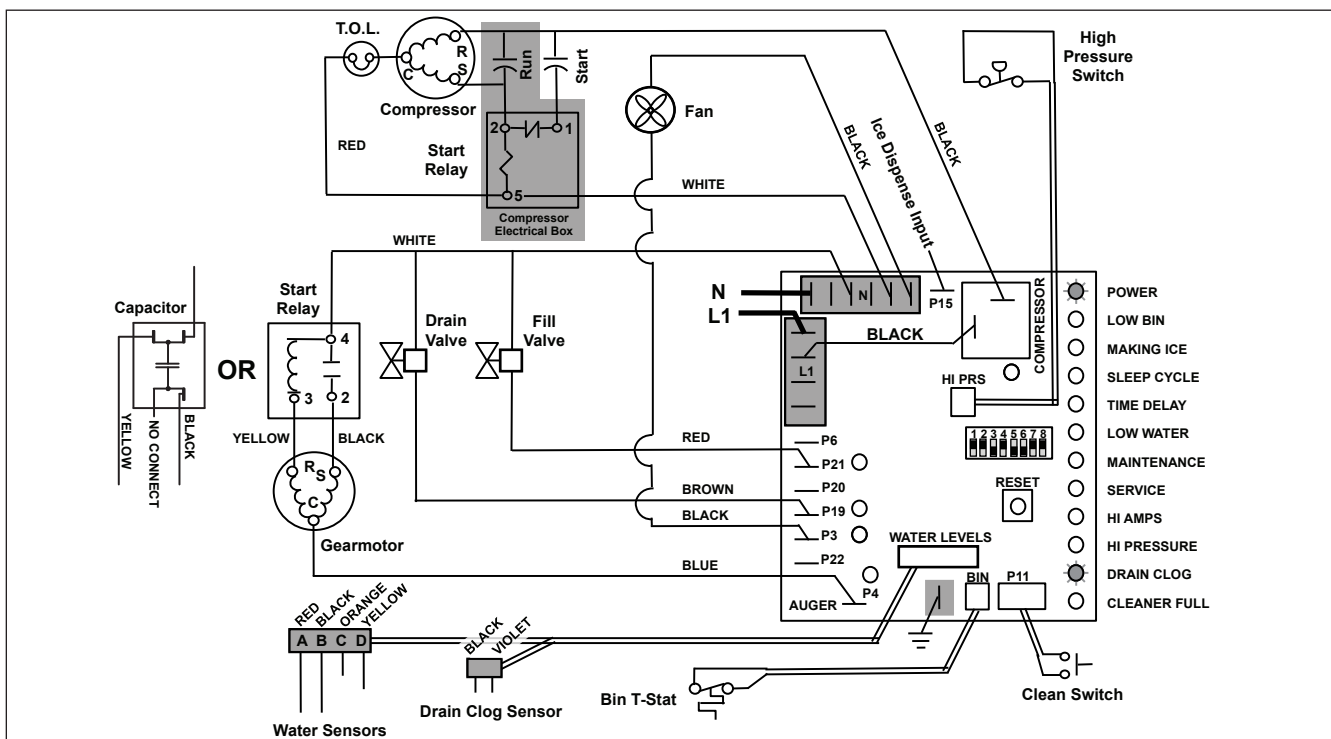 T.O.L.
R
S
C
Compressor
Run
Start
High
Pressure
Switch
Fan
2
1
RED
Start
Relay
5
Compressor
Electrical Box
WHITE
BLACK
Ice Dispense Input
BLACK
WHITE
Capacitor
Start
Relay
4
3
2
OR
YELLOW
NO CONNECT
BLACK
Drain
Valve
Fill
Valve
N
L1
N
L1
BLACK
P15
COMPRESSOR
HI PRS
1 2 3 4 5 6 7 8
RESET
POWER
LOW BIN
MAKING ICE
SLEEP CYCLE
TIME DELAY
LOW WATER
MAINTENANCE
SERVICE
HI AMPS
HI PRESSURE
DRAIN CLOG
CLEANER FULL
YELLOW
BLACK
R
S
C
Gearmotor
RED
BROWN
BLACK
BLUE
P6
P21
P20
P19
P3
P22
P4
AUGER
WATER LEVELS
BIN
P11
RED
BLACK
ORANGE
YELLOW
A B C D
Water Sensors
BLACK
VIOLET
Drain Clog Sensor
Bin T-Stat
Clean Switch